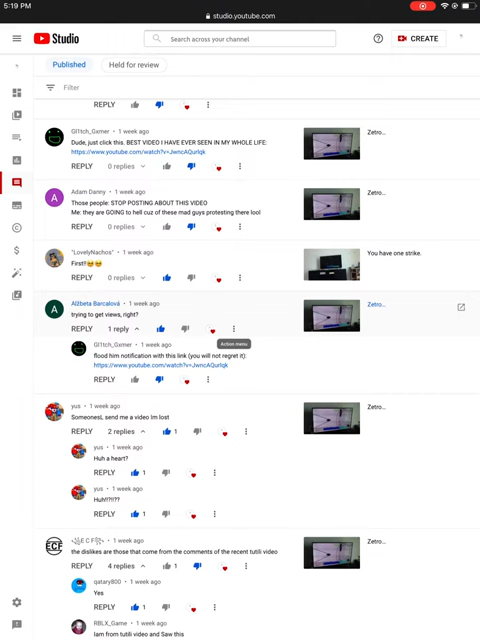 5:19 PM
studio.youtube.com
Studio
Search across your channel
CREATE
Published
Held for review
Filter
REPLY
Gl1tch_Gxmer • 1 week ago
Dude, just click this. BEST VIDEO I HAVE EVER SEEN IN MY WHOLE LIFE:
https://www.youtube.com/watch?v=JwncAQurlqk
REPLY 0 replies
Zetro...
Adam Danny • 1 week ago
Those people: STOP POSTING ABOUT THIS VIDEO
Me: they are GOING to hell cuz of these mad guys protesting there lool
REPLY 0 replies
Zetro...
"LovelyNachos" • 1 week ago
First!!🥺🥺
REPLY 0 replies
You have one strike.
A
Alžbeta Barcalová • 1 week ago
trying to get views, right?
REPLY 1 reply
Zetro...
Action menu
Gl1tch_Gxmer • 1 week ago
flood him notification with this link (you will not regret it):
https://www.youtube.com/watch?v=JwncAQurlqk
REPLY
yus • 1 week ago
SomeonesL send me a video Im lost
REPLY 2 replies 1
Zetro...
yus • 1 week ago
Huh a heart?
REPLY 1
yus • 1 week ago
Huh!!?!!??
REPLY 1
ECF
꧁E C F꧂ • 1 week ago
the dislikes are those that come from the comments of the recent tutili video
REPLY 4 replies 1
Zetro...
qatary800 • 1 week ago
Yes
REPLY 1
RBLX_Game • 1 week ago
Iam from tutili video and Saw this